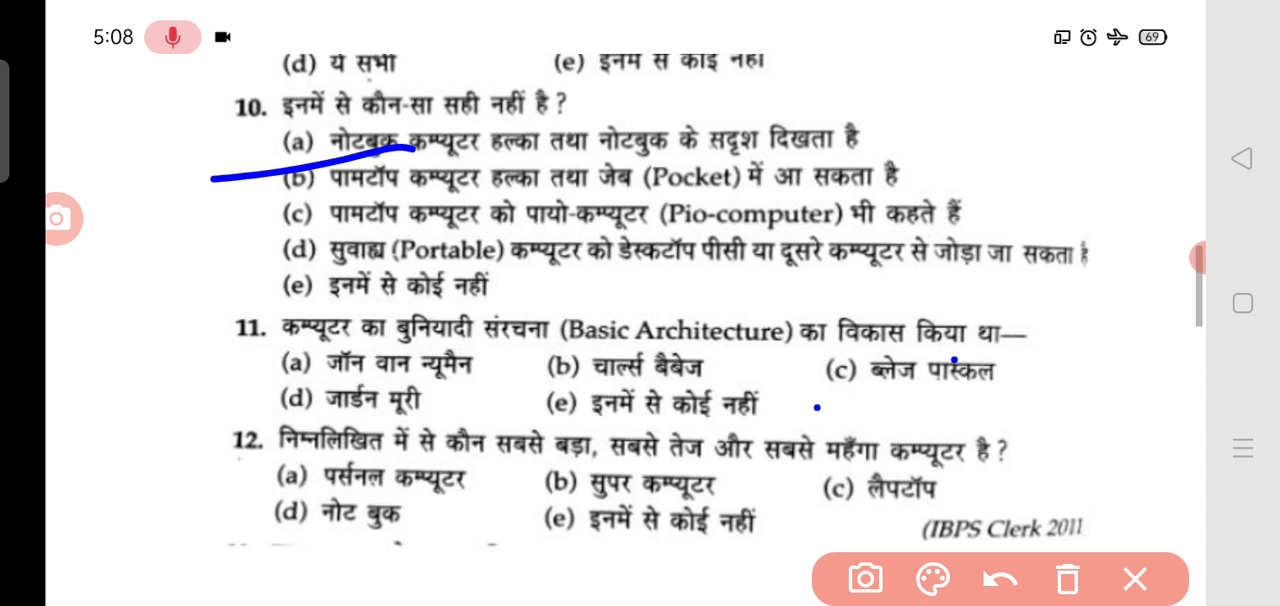 5:08
69
(d) ये सभी (e) इनमें से कोई नहीं
10. इनमें से कौन-सा सही नहीं है ?
(a) नोटबुक कम्प्यूटर हल्का तथा नोटबुक के सदृश दिखता है
(b) पामटॉप कम्प्यूटर हल्का तथा जेब (Pocket) में आ सकता है
(c) पामटॉप कम्प्यूटर को पायो-कम्प्यूटर (Pio-computer) भी कहते हैं
(d) सुवाह्य (Portable) कम्प्यूटर को डेस्कटॉप पीसी या दूसरे कम्प्यूटर से जोड़ा जा सकता है
(e) इनमें से कोई नहीं
11. कम्प्यूटर का बुनियादी संरचना (Basic Architecture) का विकास किया था—
(a) जॉन वान न्यूमैन (b) चार्ल्स बैबेज (c) ब्लेज पास्कल
(d) जार्डन मूरी (e) इनमें से कोई नहीं
12. निम्नलिखित में से कौन सबसे बड़ा, सबसे तेज और सबसे महँगा कम्प्यूटर है ?
(a) पर्सनल कम्प्यूटर (b) सुपर कम्प्यूटर (c) लैपटॉप
(d) नोट बुक (e) इनमें से कोई नहीं
(IBPS Clerk 2011